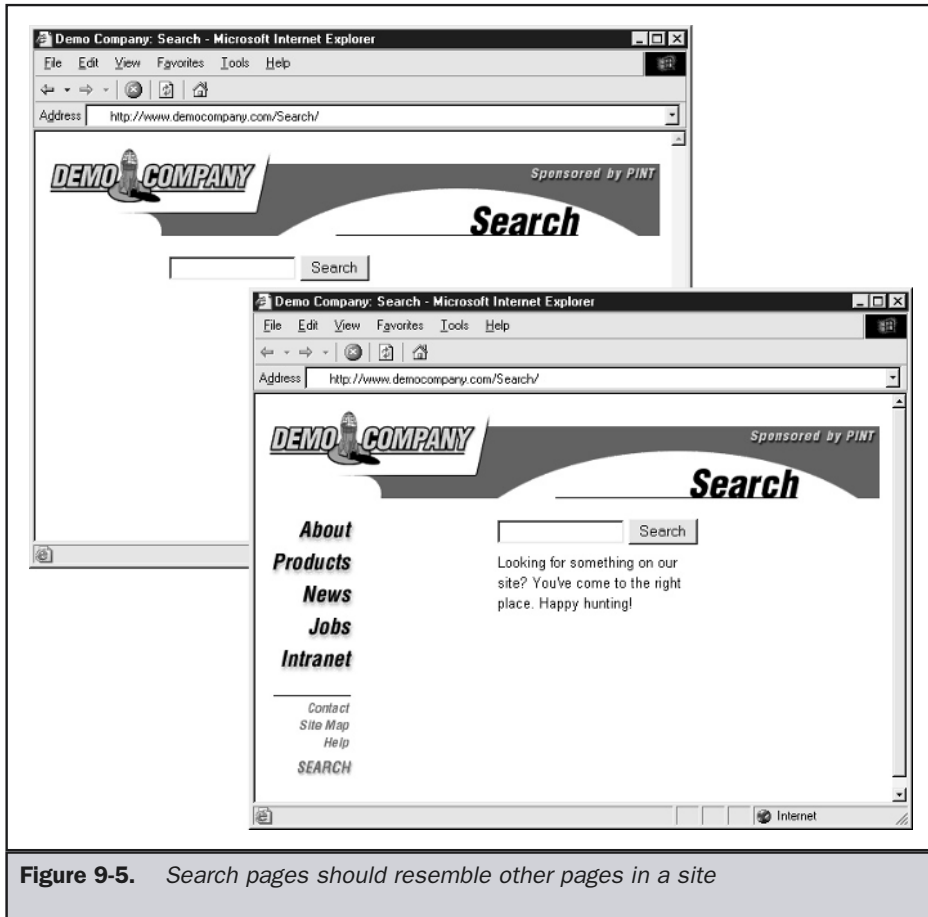 Demo Company: Search - Microsoft Internet Explorer
File Edit View Favorites Tools Help
Address http://www.democompany.com/Search/
DEMO COMPANY
Sponsored by PINT
Search
Search
Demo Company: Search - Microsoft Internet Explorer
File Edit View Favorites Tools Help
Address http://www.democompany.com/Search/
DEMO COMPANY
Sponsored by PINT
Search
About
Products
News
Jobs
Intranet
Contact
Site Map
Help
SEARCH
Search
Looking for something on our
site? You've come to the right
place. Happy hunting!
Internet
Figure 9-5. Search pages should resemble other pages in a site